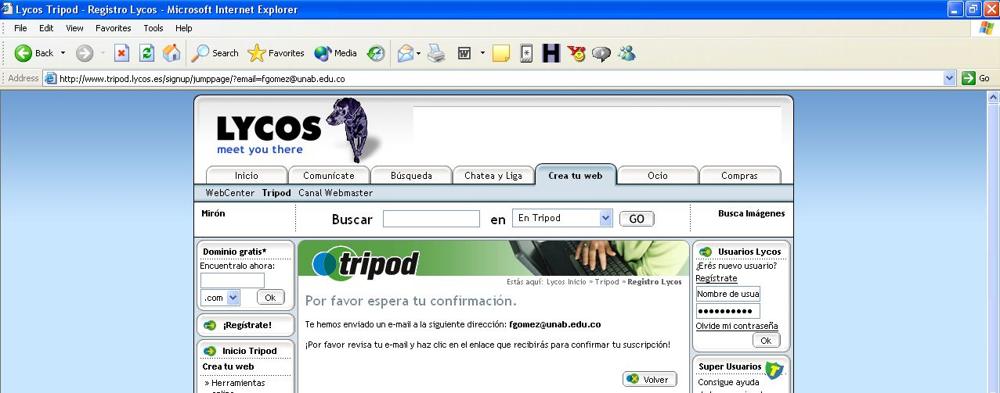 Lycos Tripod - Registro Lycos - Microsoft Internet Explorer
File Edit View Favorites Tools Help
Back Search Favorites Media
Address http://www.tripod.lycos.es/signup/jumppage/?email=fgomez@unab.edu.co Go
LYCOS
meet you there
Inicio Comunícate Búsqueda Chatea y Liga Crea tu web Ocio Compras
WebCenter Tripod Canal Webmaster
Mirón Buscar en En Tripod GO Busca Imágenes
Dominio gratis*
Encuentralo ahora:
.com Ok
¡Regístrate!
Inicio Tripod
Crea tu web
» Herramientas
tripod
Estás aquí: Lycos Inicio » Tripod » Registro Lycos
Por favor espera tu confirmación.
Te hemos enviado un e-mail a la siguiente dirección: fgomez@unab.edu.co
¡Por favor revisa tu e-mail y haz clic en el enlace que recibirás para confirmar tu suscripción!
Volver
Usuarios Lycos
¿Erés nuevo usuario?
Regístrate
Nombre de usua
••••••••••
Olvide mi contraseña
Ok
Super Usuarios
Consigue ayuda